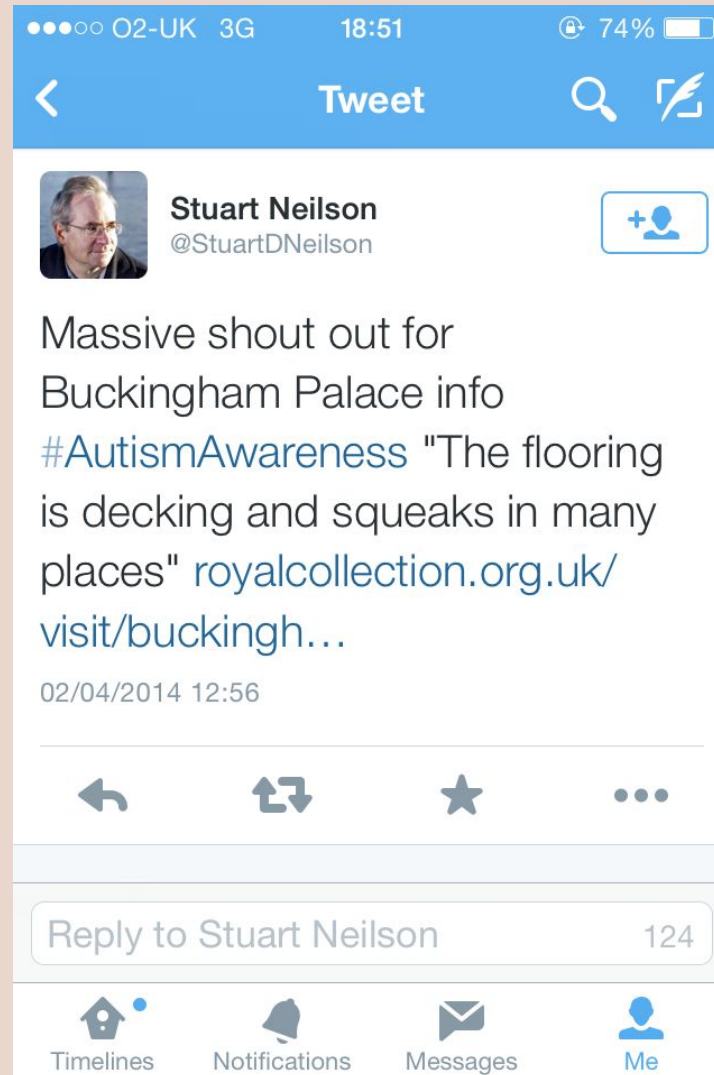 O2-UK 3G 18:51 74%
Tweet
Stuart Neilson
@StuartDNeilson
Massive shout out for
Buckingham Palace info
#AutismAwareness "The flooring
is decking and squeaks in many
places" royalcollection.org.uk/
visit/buckingh...
02/04/2014 12:56
Reply to Stuart Neilson 124
Timelines Notifications Messages Me